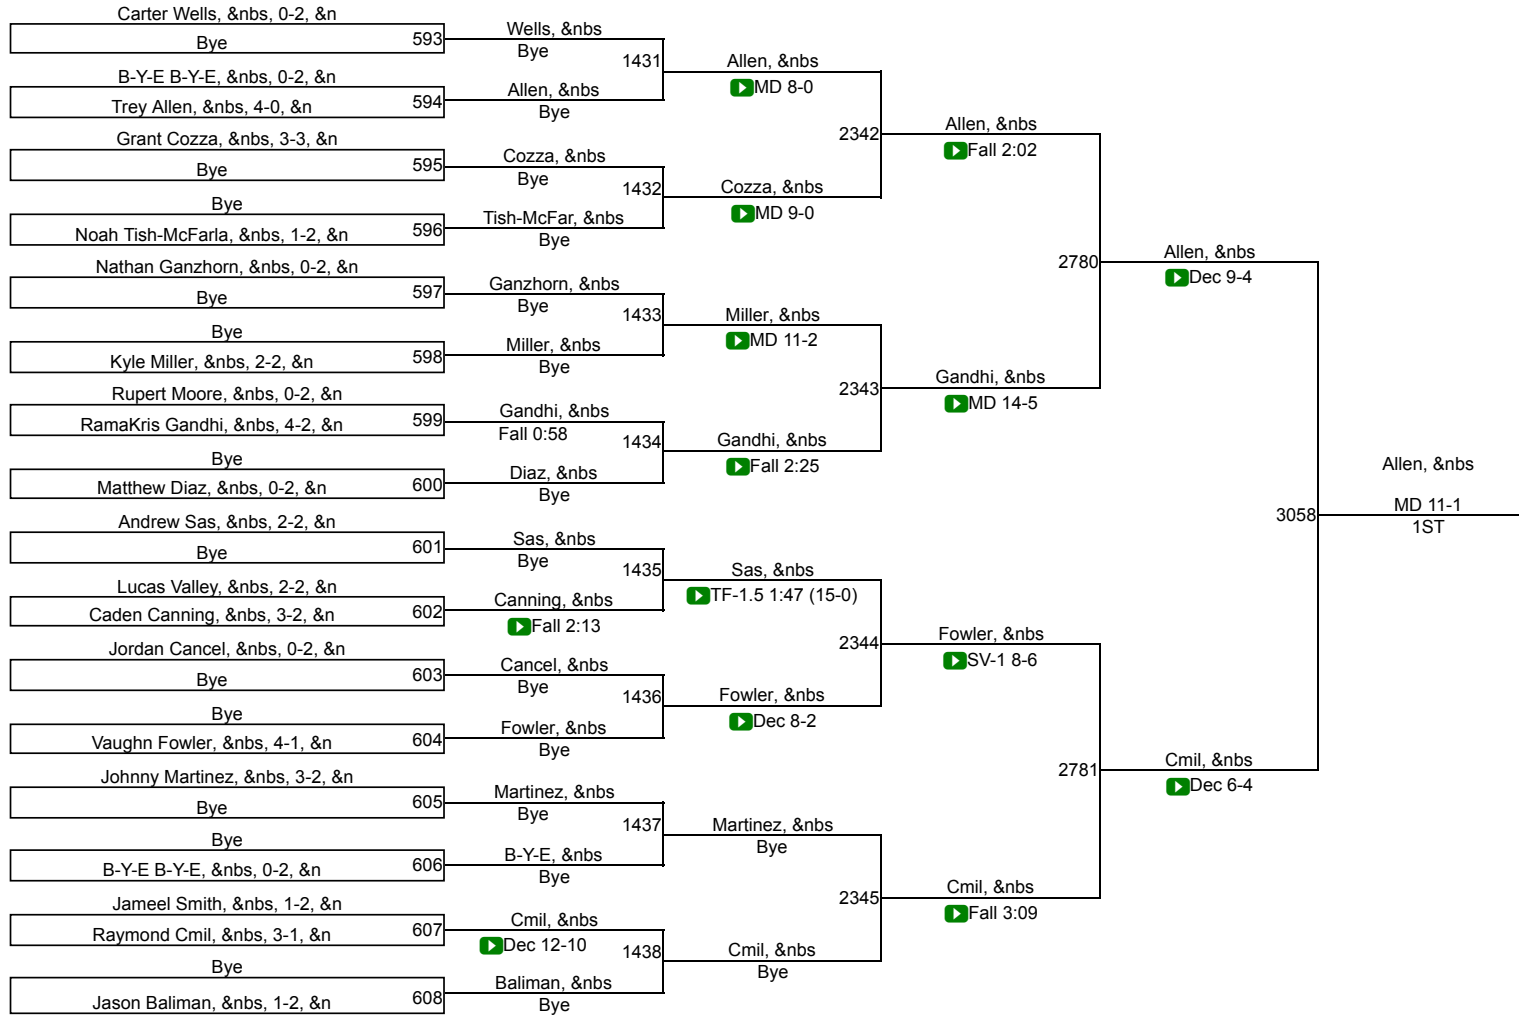 Carter Wells, &nbs, 0-2, &n
Bye
593
B-Y-E B-Y-E, &nbs, 0-2, &n
Trey Allen, &nbs, 4-0, &n
594
Grant Cozza, &nbs, 3-3, &n
Bye
595
Bye
Noah Tish-McFarla, &nbs, 1-2, &n
596
Nathan Ganzhorn, &nbs, 0-2, &n
Bye
597
Bye
Kyle Miller, &nbs, 2-2, &n
598
Rupert Moore, &nbs, 0-2, &n
RamaKris Gandhi, &nbs, 4-2, &n
599
Bye
Matthew Diaz, &nbs, 0-2, &n
600
Andrew Sas, &nbs, 2-2, &n
Bye
601
Lucas Valley, &nbs, 2-2, &n
Caden Canning, &nbs, 3-2, &n
602
Jordan Cancel, &nbs, 0-2, &n
Bye
603
Bye
Vaughn Fowler, &nbs, 4-1, &n
604
Johnny Martinez, &nbs, 3-2, &n
Bye
605
Bye
B-Y-E B-Y-E, &nbs, 0-2, &n
606
Jameel Smith, &nbs, 1-2, &n
Raymond Cmil, &nbs, 3-1, &n
607
Bye
Jason Baliman, &nbs, 1-2, &n
608
Wells, &nbs
Bye
1431
Allen, &nbs
Bye
Cozza, &nbs
Bye
1432
Tish-McFar, &nbs
Bye
Ganzhorn, &nbs
Bye
1433
Miller, &nbs
Bye
Gandhi, &nbs
Fall 0:58
1434
Diaz, &nbs
Bye
Sas, &nbs
Bye
1435
Canning, &nbs
Fall 2:13
Cancel, &nbs
Bye
1436
Fowler, &nbs
Bye
Martinez, &nbs
Bye
1437
B-Y-E, &nbs
Bye
Cmil, &nbs
Dec 12-10
1438
Baliman, &nbs
Bye
Allen, &nbs
MD 8-0
2342
Cozza, &nbs
MD 9-0
Miller, &nbs
MD 11-2
2343
Gandhi, &nbs
Fall 2:25
Sas, &nbs
TF-1.5 1:47 (15-0)
2344
Fowler, &nbs
Dec 8-2
Martinez, &nbs
Bye
2345
Cmil, &nbs
Bye
Allen, &nbs
Fall 2:02
2780
Gandhi, &nbs
MD 14-5
Fowler, &nbs
SV-1 8-6
2781
Cmil, &nbs
Fall 3:09
Allen, &nbs
Dec 9-4
3058
Cmil, &nbs
Dec 6-4
Allen, &nbs
MD 11-1
1ST